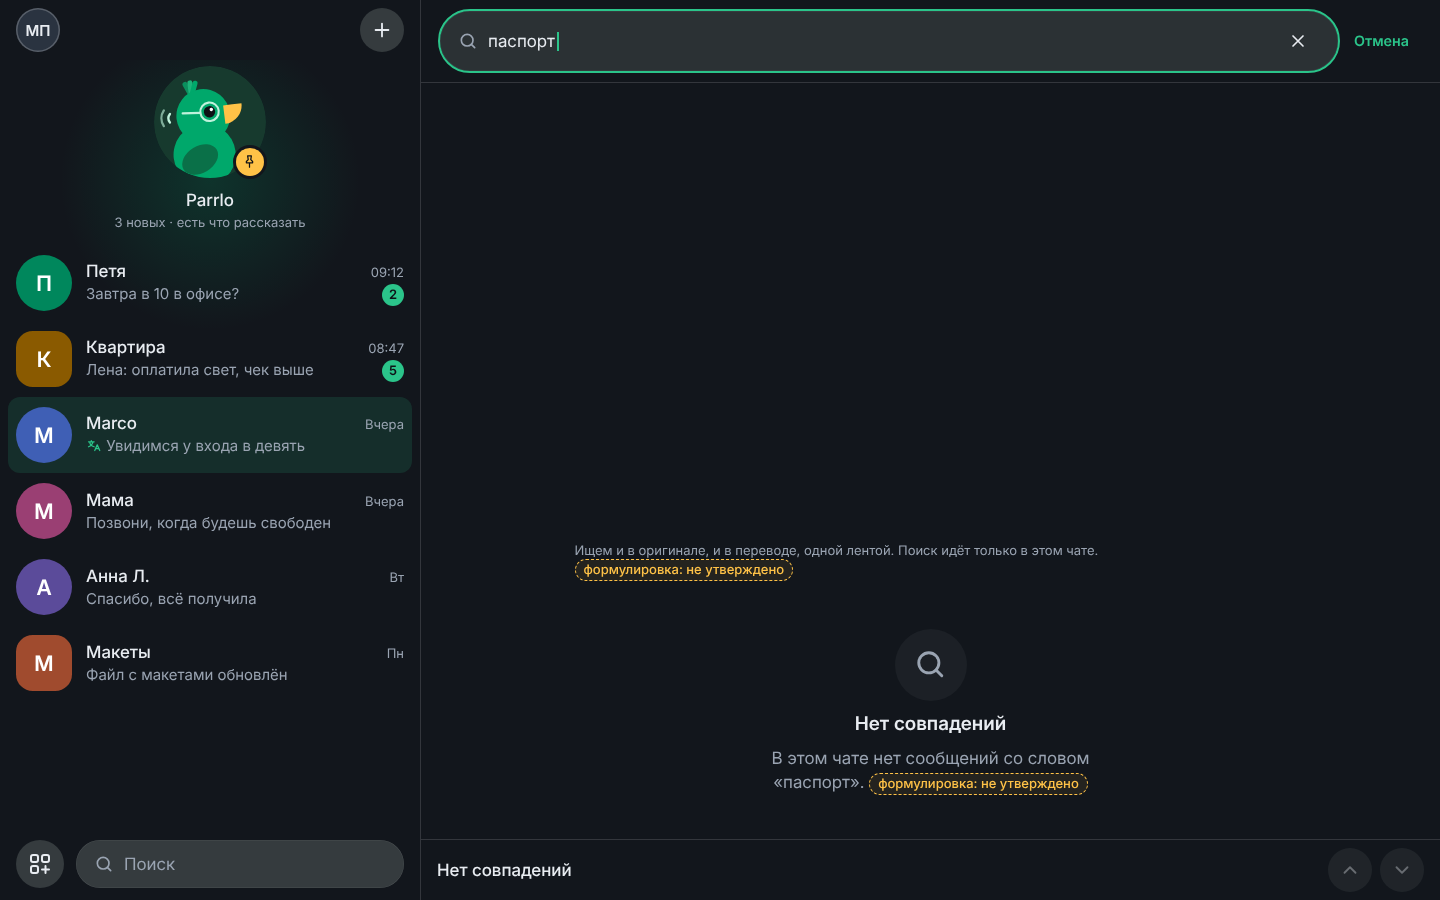 МП
паспорт
Отмена
Parrlo
3 новых · есть что рассказать
П
Петя
09:12
Завтра в 10 в офисе?
2
К
Квартира
08:47
Лена: оплатила свет, чек выше
5
M
Marco
Вчера
Увидимся у входа в девять
М
Мама
Вчера
Позвони, когда будешь свободен
А
Анна Л.
Вт
Спасибо, всё получила
М
Макеты
Пн
Файл с макетами обновлён
Поиск
Ищем и в оригинале, и в переводе, одной лентой. Поиск идёт только в этом чате.
формулировка: не утверждено
Нет совпадений
В этом чате нет сообщений со словом
«паспорт». формулировка: не утверждено
Нет совпадений